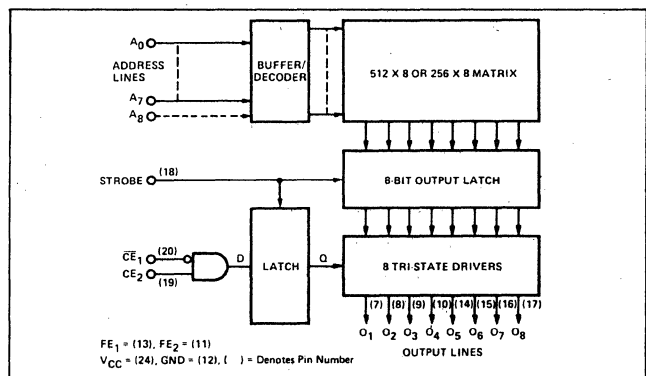 A0
ADDRESS
LINES
A7
A8
BUFFER/
DECODER
512 X 8 OR 256 X 8 MATRIX
STROBE (18)
8-BIT OUTPUT LATCH
CE1 (20)
CE2 (19)
D
LATCH
Q
8 TRI-STATE DRIVERS
(7) (8) (9) (10) (14) (15) (16) (17)
O1 O2 O3 O4 O5 O6 O7 O8
OUTPUT LINES
FE1 = (13), FE2 = (11)
VCC = (24), GND = (12), ( ) = Denotes Pin Number